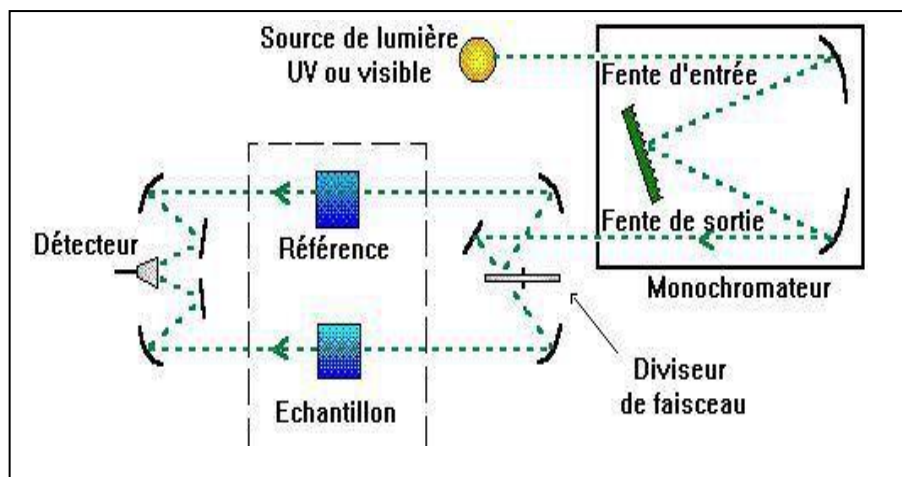 Source de lumière
UV ou visible
Fente d'entrée
Fente de sortie
Monochromateur
Détecteur
Référence
Echantillon
Diviseur
de faisceau